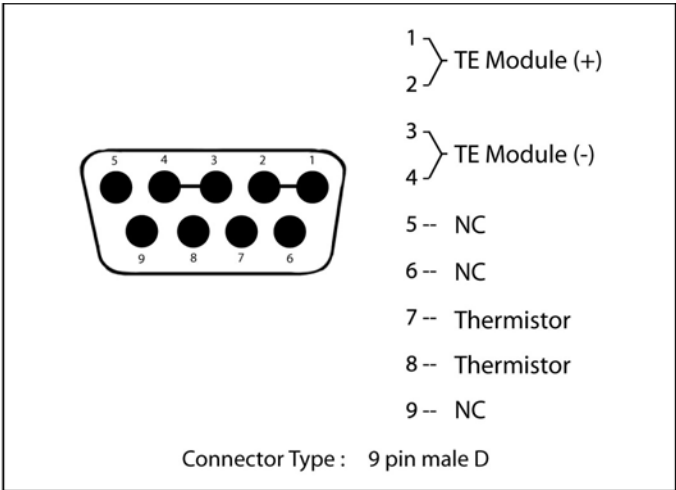 1
2
TE Module (+)
3
4
TE Module (-)
5 4 3 2 1
9 8 7 6
5 -- NC
6 -- NC
7 -- Thermistor
8 -- Thermistor
9 -- NC
Connector Type : 9 pin male D